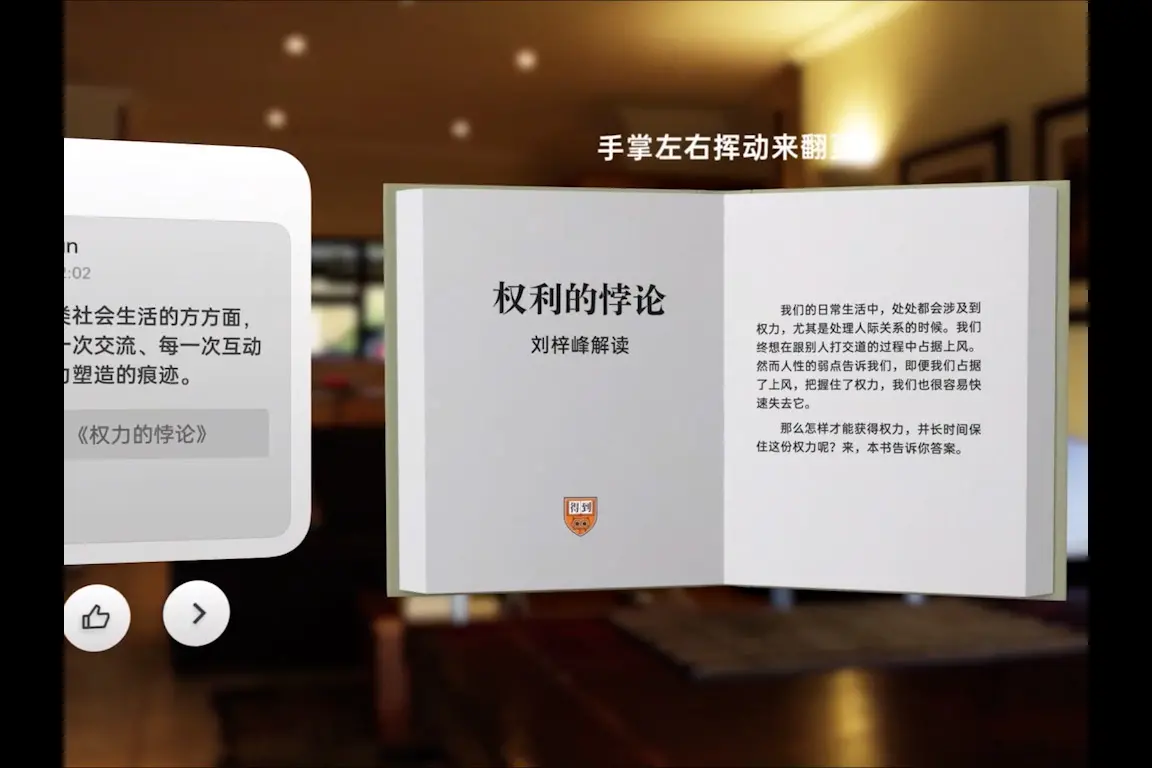 手掌左右挥动来翻
un
2:02
类社会生活的方方面，
一次交流、每一次互动
力塑造的痕迹。
《权力的悖论》
权利的悖论
刘梓峰解读
得到
我们的日常生活中，处处都会涉及到
权力，尤其是处理人际关系的时候。我们
终想在跟别人打交道的过程中占据上风。
然而人性的弱点告诉我们，即便我们占据
了上风，把握住了权力，我们也很容易快
速失去它。
那么怎样才能获得权力，并长时间保
住这份权力呢？来，本书告诉你答案。